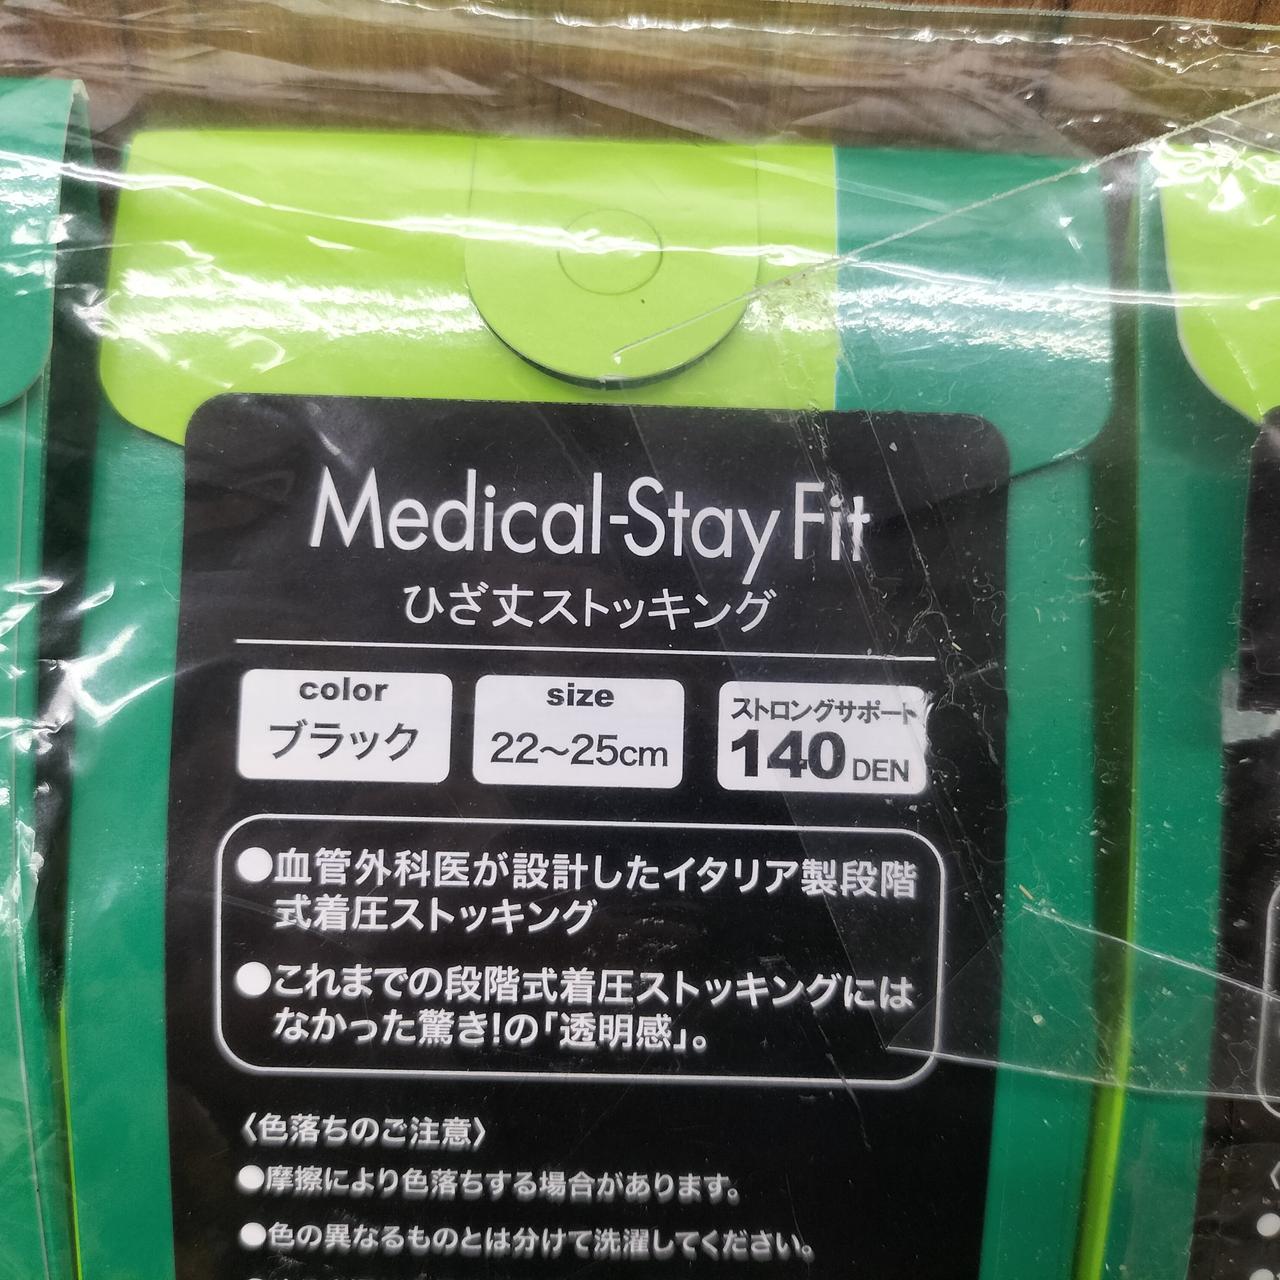 Medical-Stay Fit
ひざ丈ストッキング
color
ブラック
size
22〜25cm
ストロングサポート
140 DEN
●血管外科医が設計したイタリア製段階
式着圧ストッキング
●これまでの段階式着圧ストッキングには
なかった驚き!の「透明感」。
〈色落ちのご注意〉
●摩擦により色落ちする場合があります。
●色の異なるものとは分けて洗濯してください。